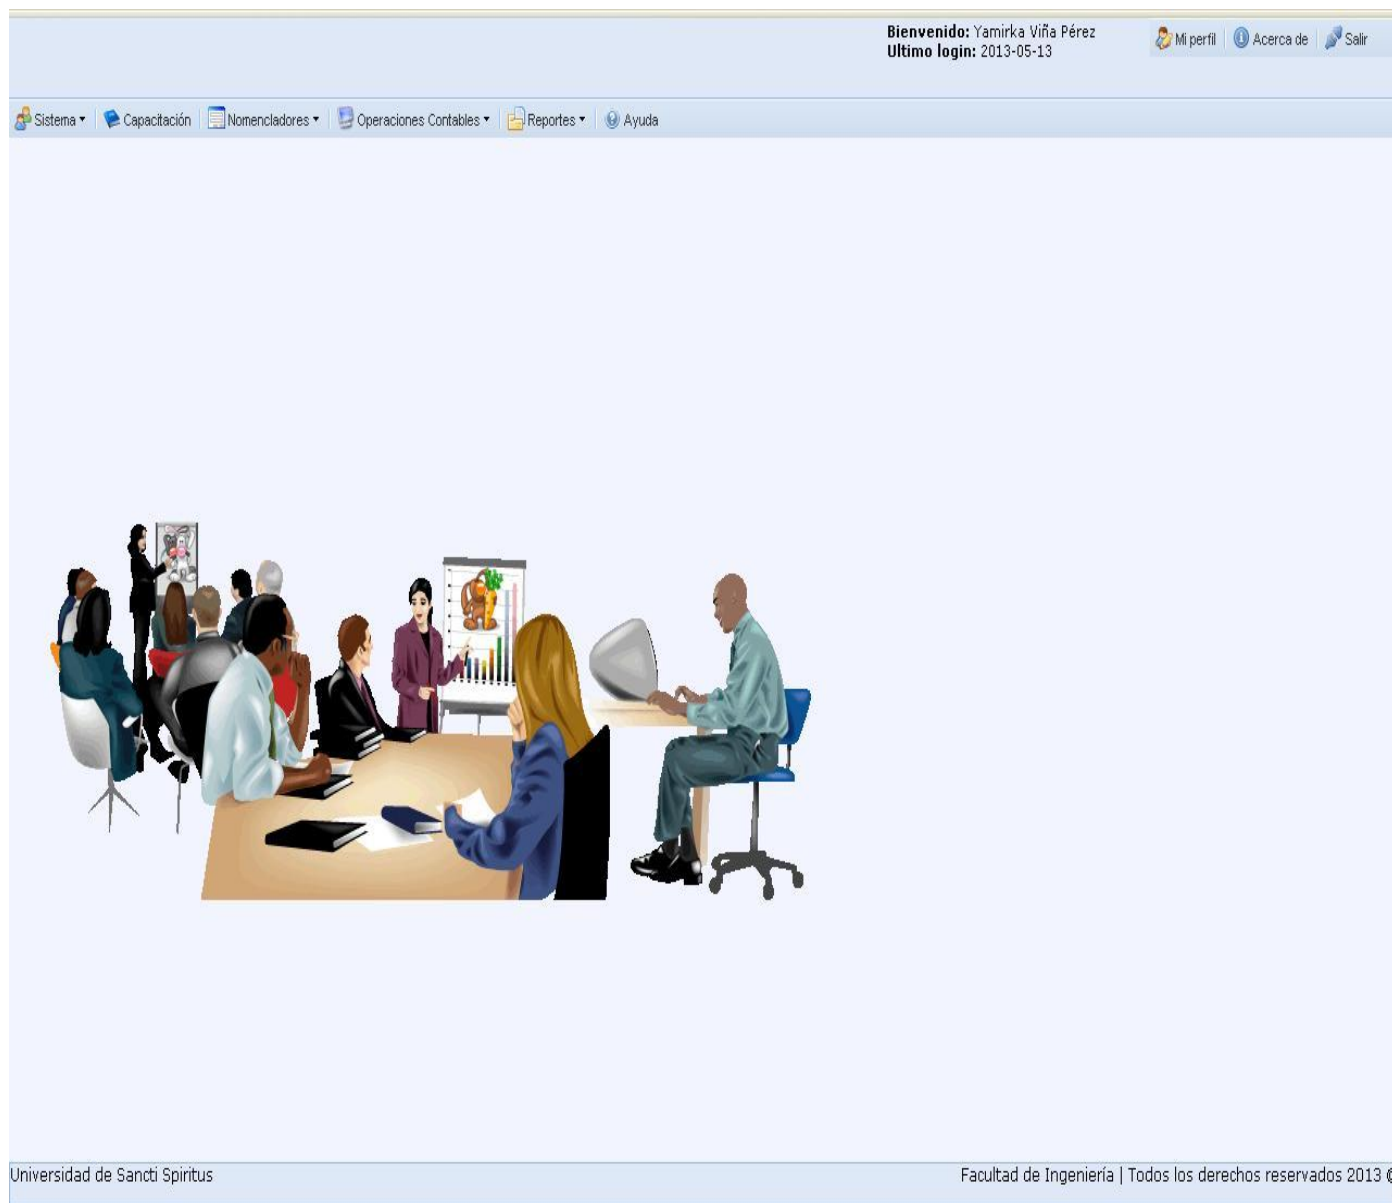 Bienvenido: Yamirka Viña Pérez
Ultimo login: 2013-05-13
Mi perfil Acerca de Salir
Sistema Capacitación Nomencladores Operaciones Contables Reportes Ayuda
Universidad de Sancti Spiritus
Facultad de Ingeniería | Todos los derechos reservados 2013 ©